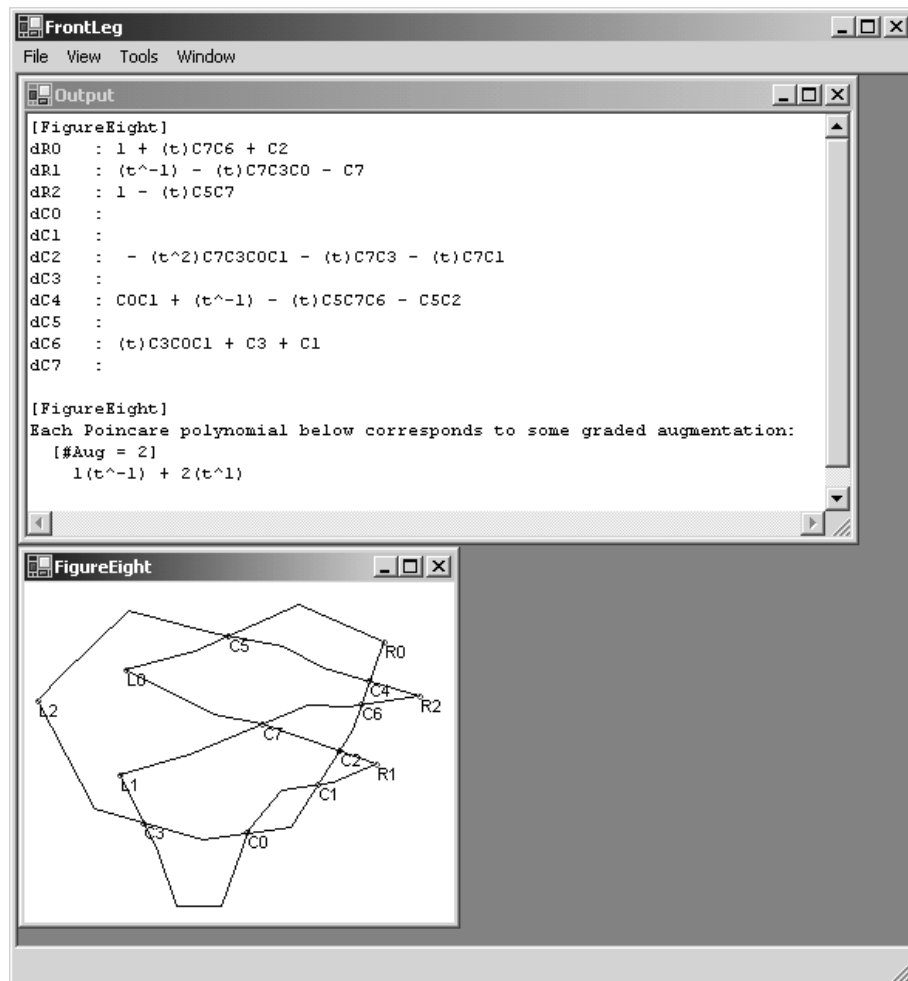 FrontLeg
File View Tools Window
Output
[FigureEight]
dR0 : 1 + (t)C7C6 + C2
dR1 : (t^-1) - (t)C7C3C0 - C7
dR2 : 1 - (t)C5C7
dC0 :
dC1 :
dC2 : - (t^2)C7C3C0C1 - (t)C7C3 - (t)C7C1
dC3 :
dC4 : C0C1 + (t^-1) - (t)C5C7C6 - C5C2
dC5 :
dC6 : (t)C3C0C1 + C3 + C1
dC7 :
[FigureEight]
Each Poincare polynomial below corresponds to some graded augmentation:
[#Aug = 2]
1(t^-1) + 2(t^1)
FigureEight
C5
R0
L0
C4
R2
L2
C6
C7
C2
R1
L1
C1
C3
C0